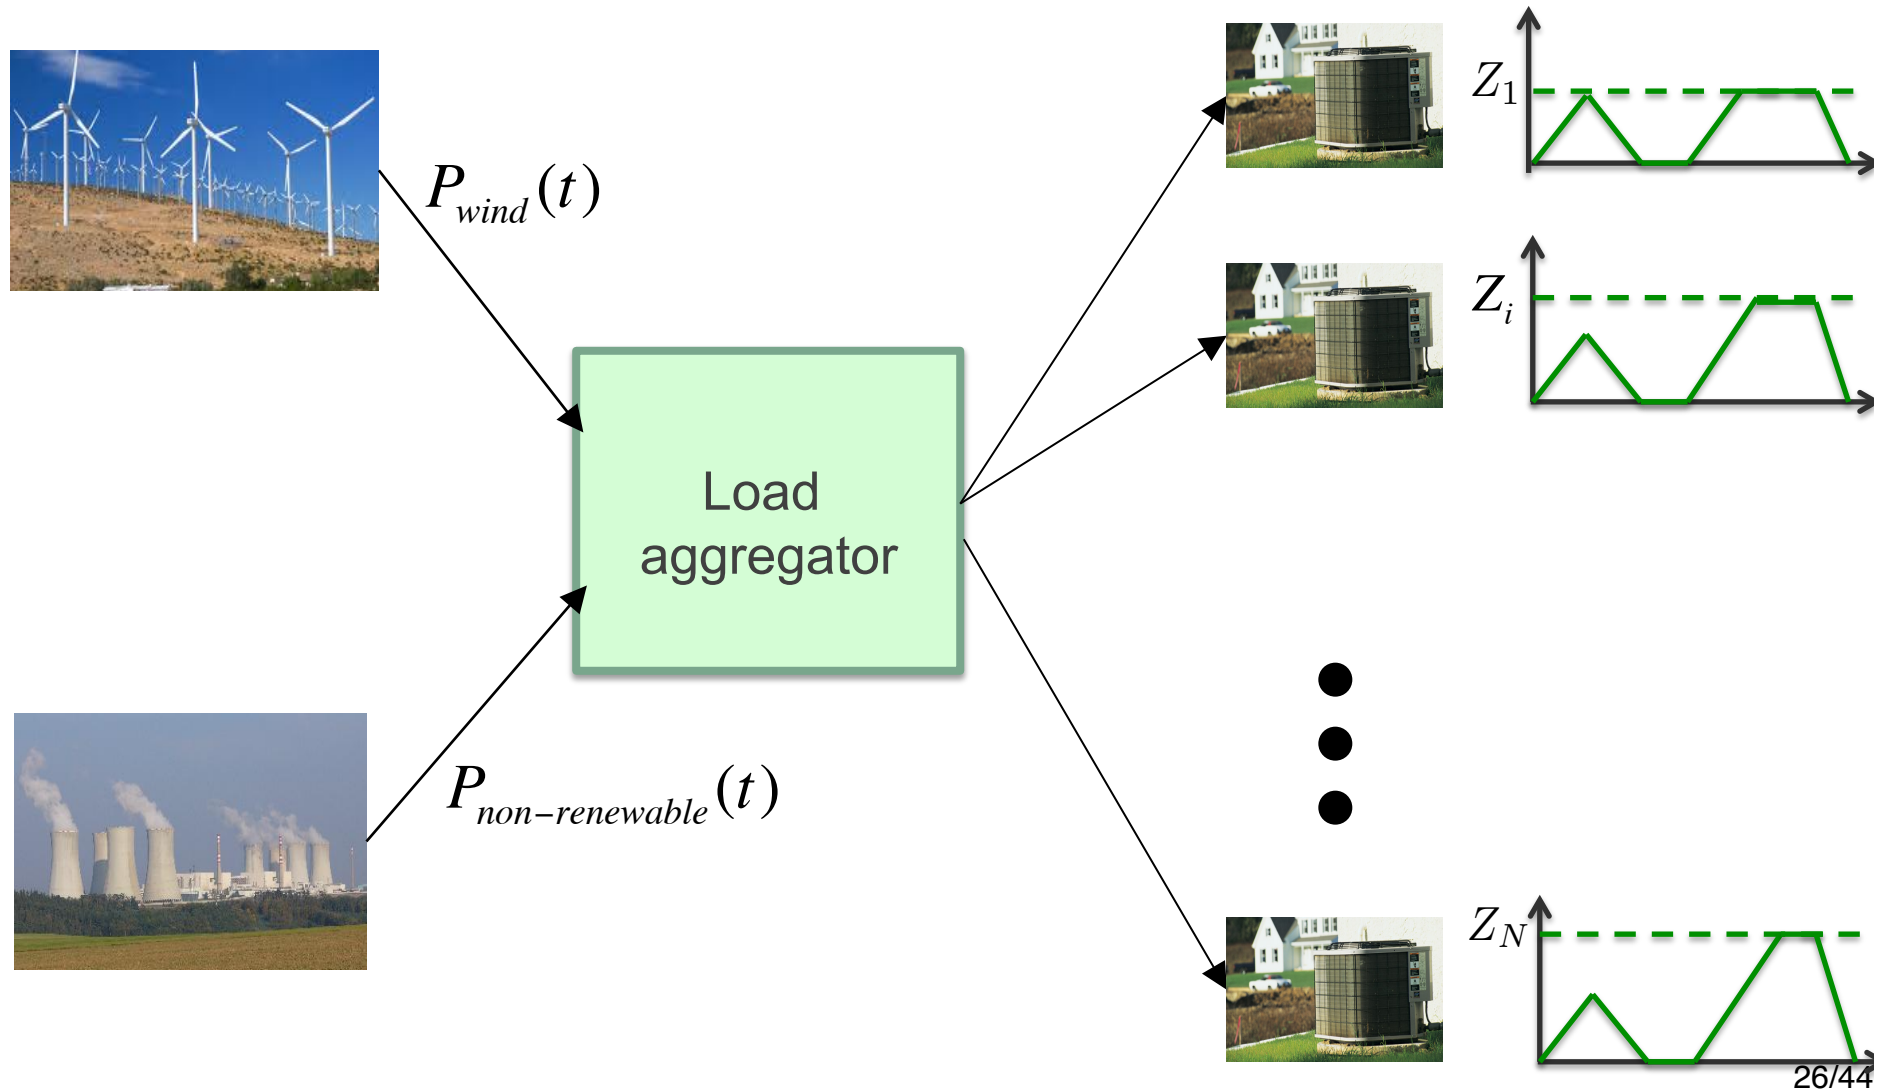 P_wind(t)
Load
aggregator
P_non−renewable(t)
Z_1
Z_i
Z_N
26/44